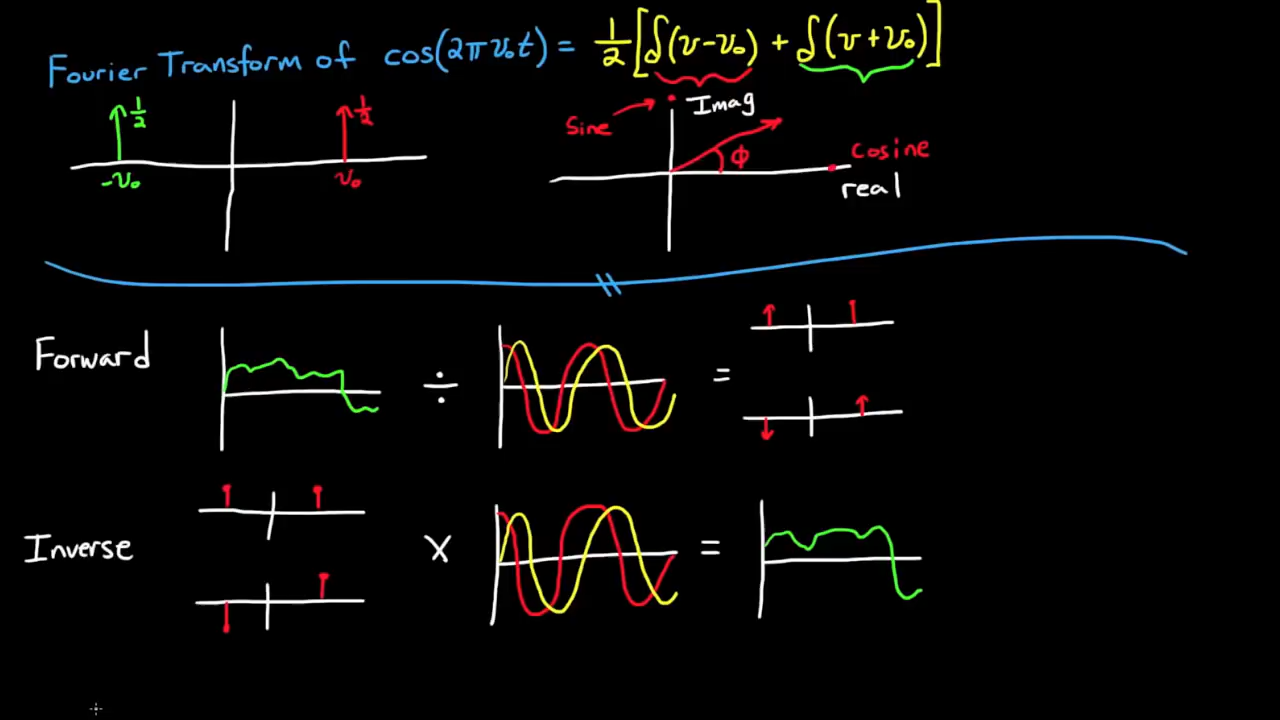 Fourier Transform of cos(2πν₀t) = 1/2[δ(ν-ν₀) + δ(ν+ν₀)]
1/2 1/2
-ν₀ ν₀
Imag
Sine
ϕ
cosine
real
Forward ÷ =
Inverse X =